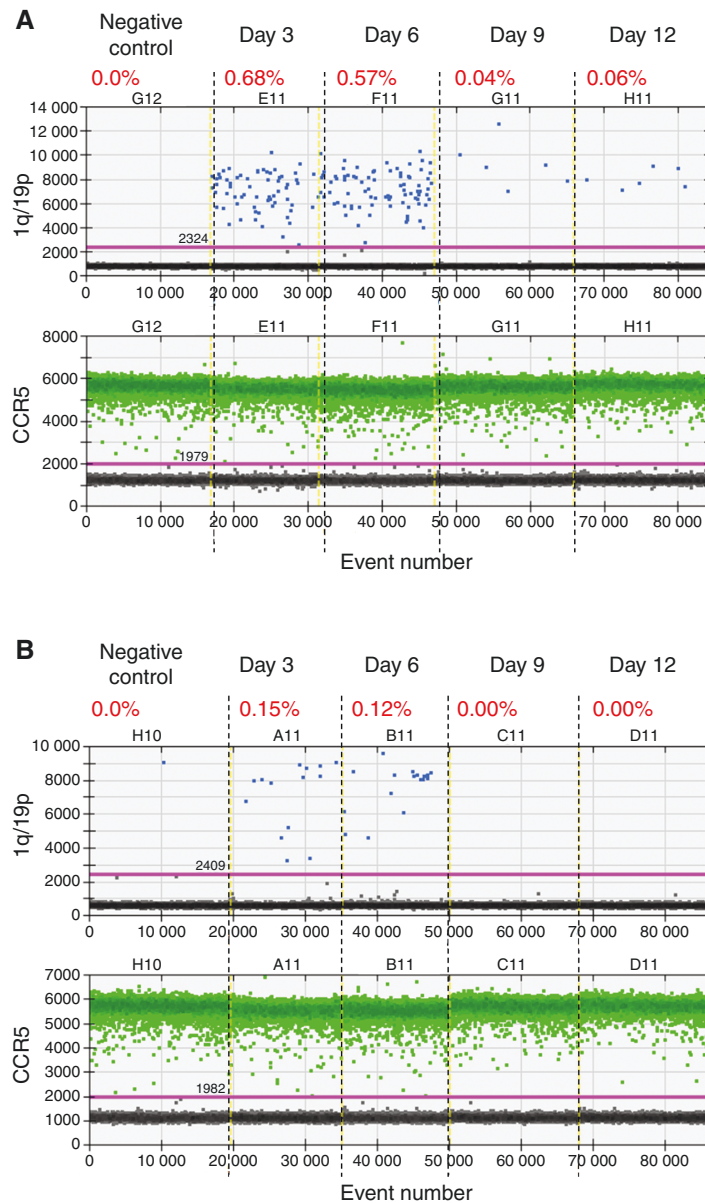 A
Negative control
Day 3
Day 6
Day 9
Day 12
0.0%
0.68%
0.57%
0.04%
0.06%
G12
E11
F11
G11
H11
1q/19p
14 000
12 000
10 000
8000
6000
4000
2000
0
2324
0
10 000
20 000
30 000
40 000
50 000
60 000
70 000
80 000
G12
E11
F11
G11
H11
CCR5
8000
6000
4000
2000
0
1979
0
10 000
20 000
30 000
40 000
50 000
60 000
70 000
80 000
Event number
B
Negative control
Day 3
Day 6
Day 9
Day 12
0.0%
0.15%
0.12%
0.00%
0.00%
H10
A11
B11
C11
D11
1q/19p
10 000
8000
6000
4000
2000
0
2409
0
10 000
20 000
30 000
40 000
50 000
60 000
70 000
80 000
H10
A11
B11
C11
D11
CCR5
7000
6000
5000
4000
3000
2000
1000
0
1982
0
10 000
20 000
30 000
40 000
50 000
60 000
70 000
80 000
Event number